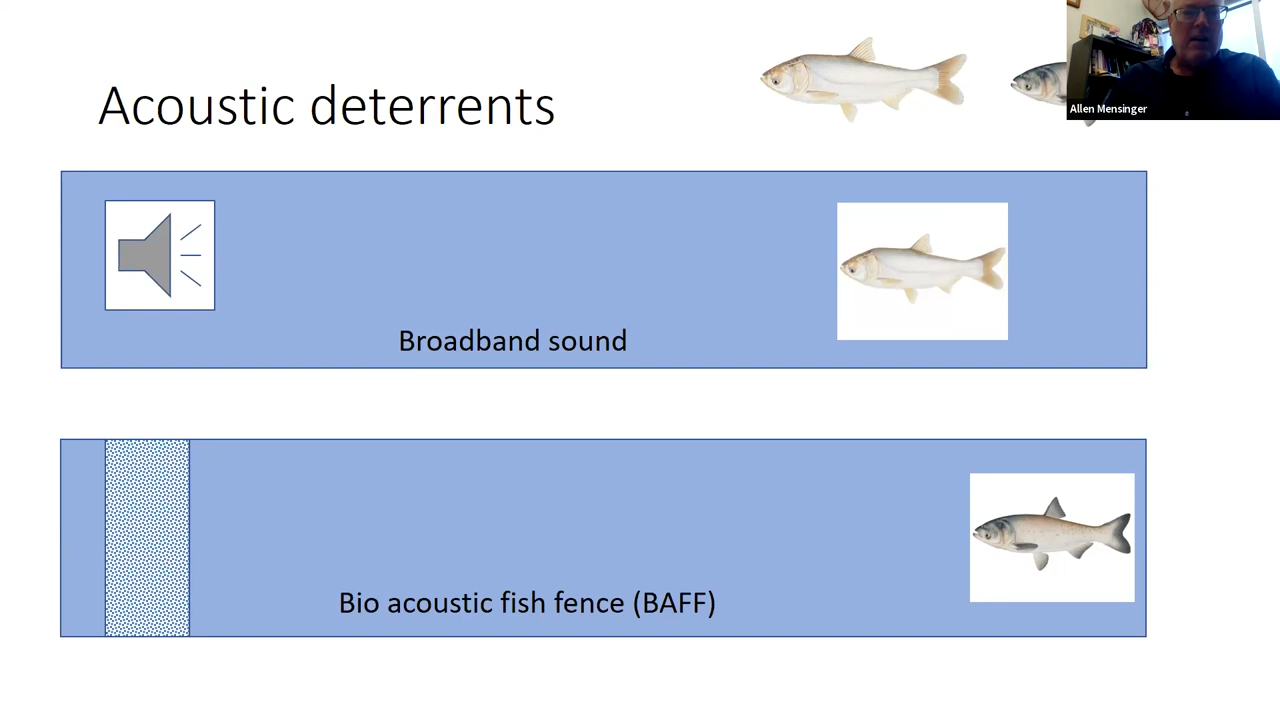 Acoustic deterrents
Allen Mensinger
Broadband sound
Bio acoustic fish fence (BAFF)